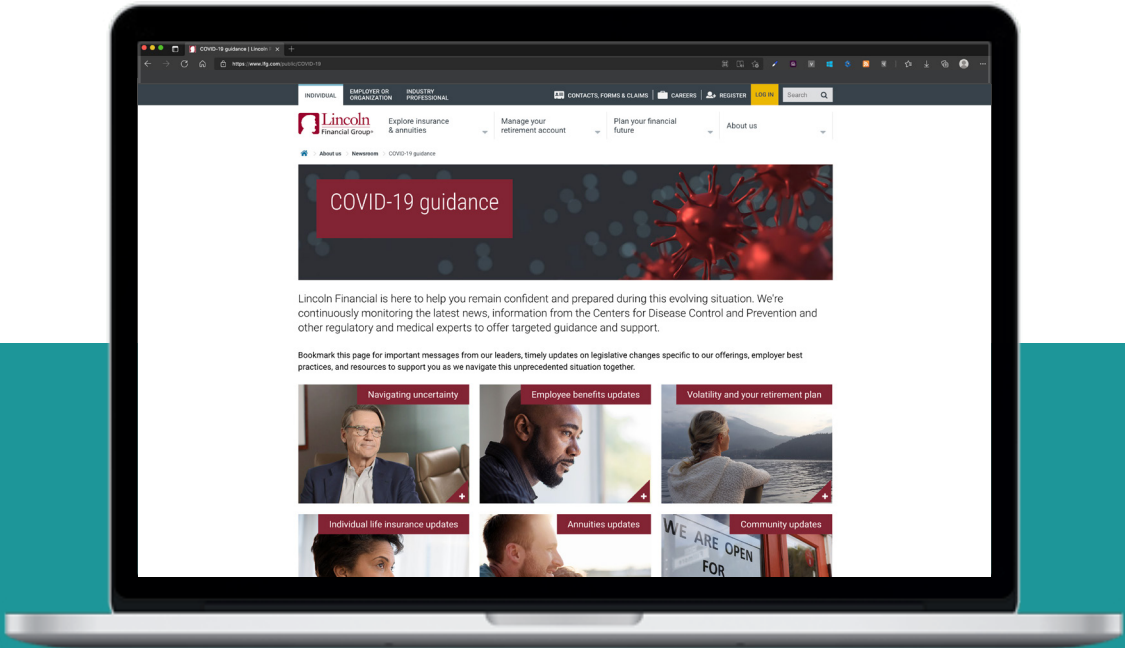 COVID-19 guidance | Lincoln F
https://www.lfg.com/public/COVID-19
INDIVIDUAL
EMPLOYER OR
ORGANIZATION
INDUSTRY
PROFESSIONAL
CONTACTS, FORMS & CLAIMS
CAREERS
REGISTER
LOG IN
Search
Lincoln
Financial Group®
Explore insurance
& annuities
Manage your
retirement account
Plan your financial
future
About us
About us
Newsroom
COVID-19 guidance
COVID-19 guidance
Lincoln Financial is here to help you remain confident and prepared during this evolving situation. We're
continuously monitoring the latest news, information from the Centers for Disease Control and Prevention and
other regulatory and medical experts to offer targeted guidance and support.
Bookmark this page for important messages from our leaders, timely updates on legislative changes specific to our offerings, employer best
practices, and resources to support you as we navigate this unprecedented situation together.
Navigating uncertainty
Employee benefits updates
Volatility and your retirement plan
Individual life insurance updates
Annuities updates
Community updates
WE ARE OPEN
FOR